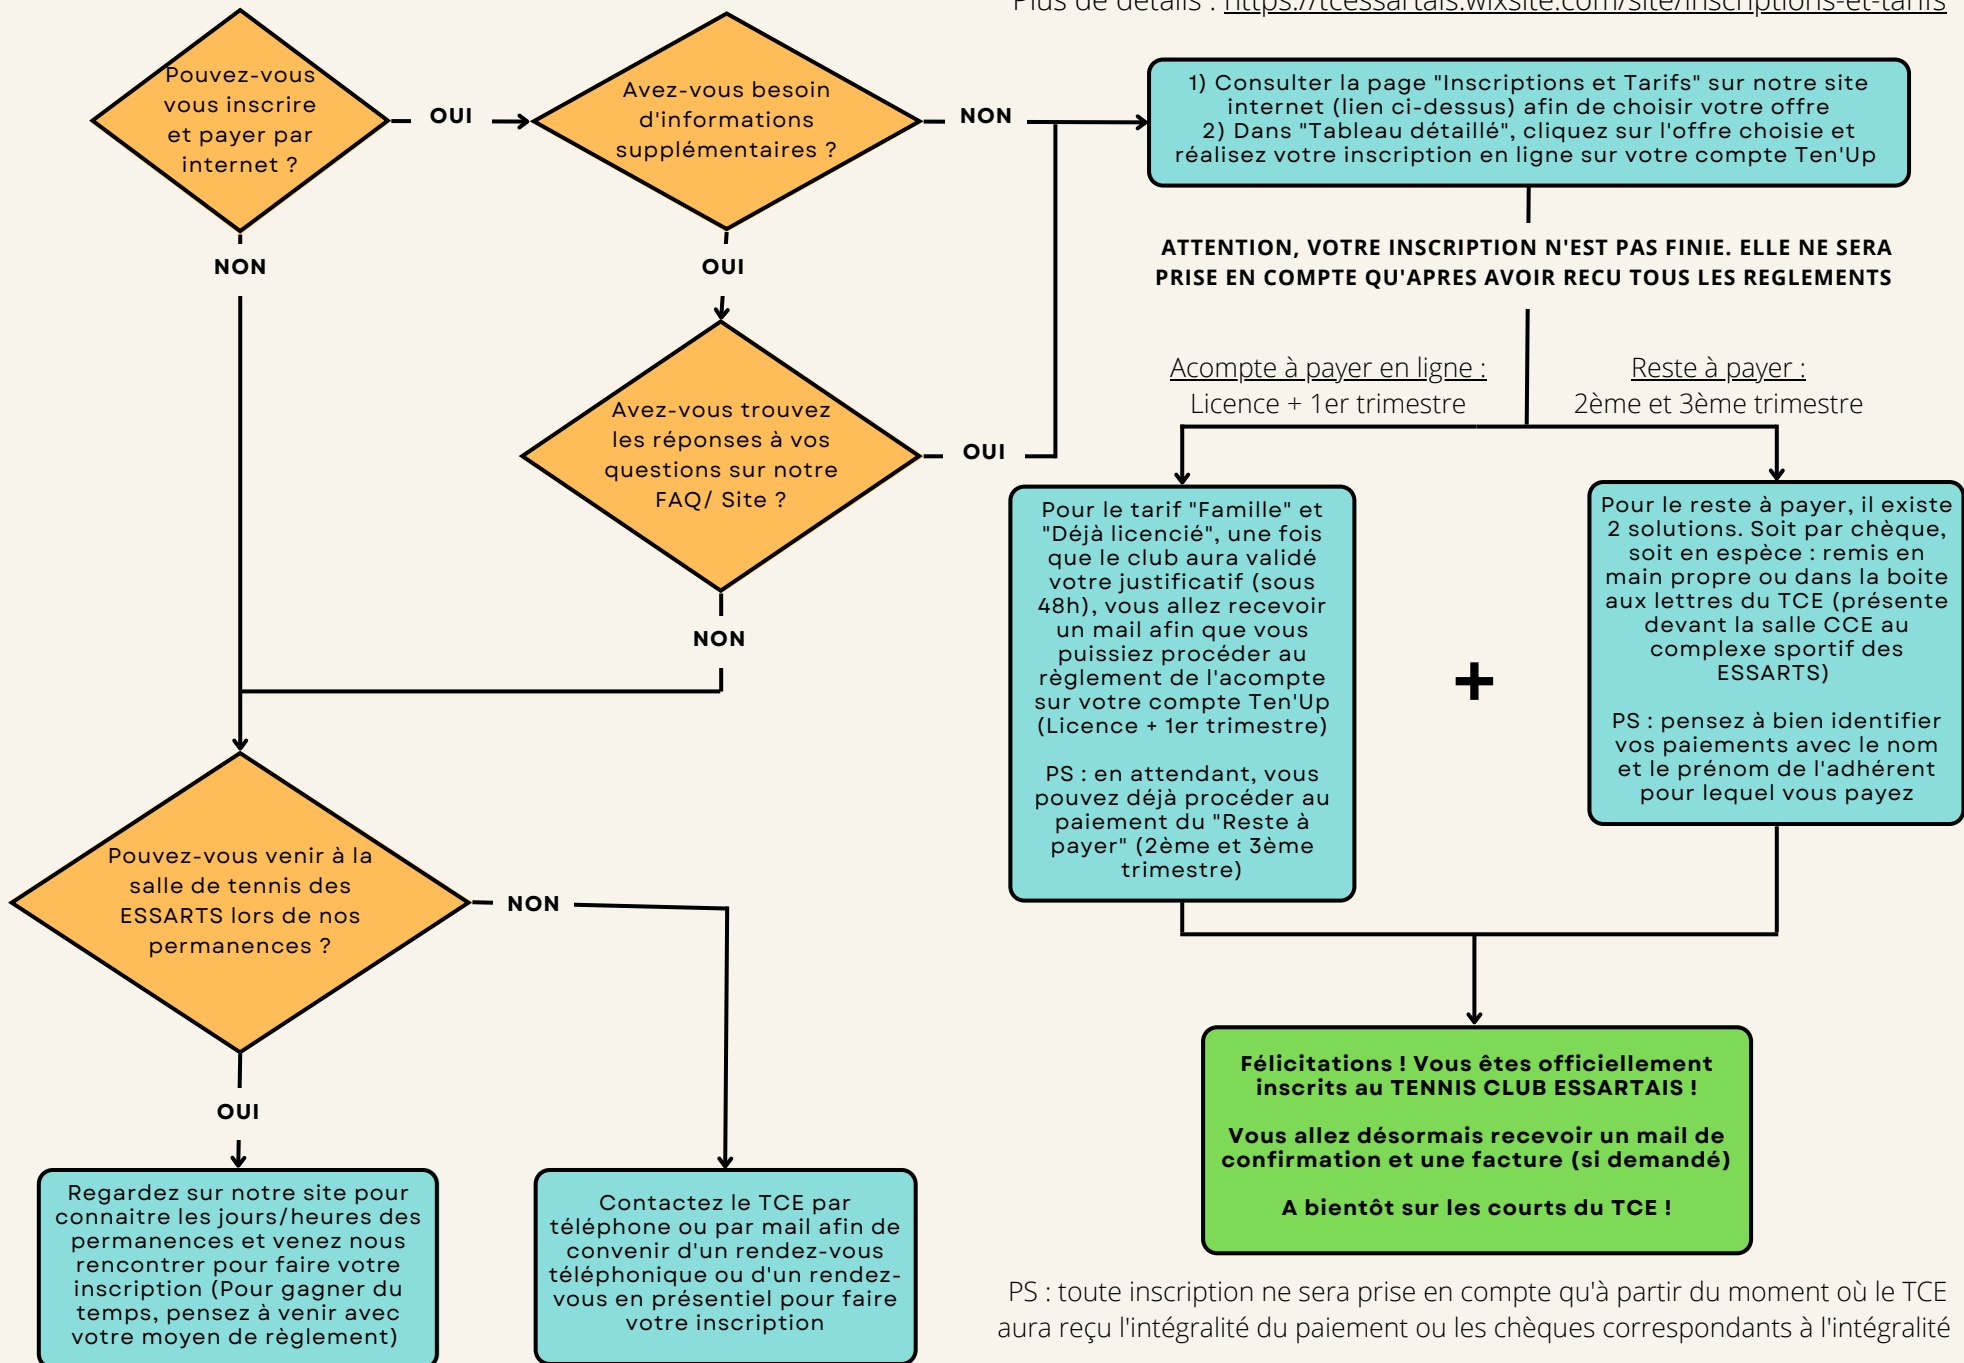 Plus de détails : https://tcessartais.wixsite.com/site/inscriptions-et-tarifs
Pouvez-
vous inscrire
et payer par
internet ?
OUI
Avez-vous besoin
d'informations
supplémentaires ?
NON
1) Consulter la page "Inscriptions et Tarifs" sur notre site
internet (lien ci-dessus) afin de choisir votre offre
2) Dans "Tableau détaillé", cliquez sur l'offre choisie et
réalisez votre inscription en ligne sur votre compte Ten'Up
NON
OUI
ATTENTION, VOTRE INSCRIPTION N'EST PAS FINIE. ELLE NE SERA
PRISE EN COMPTE QU'APRES AVOIR RECU TOUS LES REGLEMENTS
Avez-vous trouvez
les réponses à vos
questions sur notre
FAQ/ Site ?
OUI
NON
Acompte à payer en ligne :
Licence + 1er trimestre
Reste à payer :
2ème et 3ème trimestre
Pour le tarif "Famille" et
"Déjà licencié", une fois
que le club aura validé
votre justificatif (sous
48h), vous allez recevoir
un mail afin que vous
puissiez procéder au
règlement de l'acompte
sur votre compte Ten'Up
(Licence + 1er trimestre)
PS : en attendant, vous
pouvez déjà procéder au
paiement du "Reste à
payer" (2ème et 3ème
trimestre)
+
Pour le reste à payer, il existe
2 solutions. Soit par chèque,
soit en espèce : remis en
main propre ou dans la boite
aux lettres du TCE (présente
devant la salle CCE au
complexe sportif des
ESSARTS)
PS : pensez à bien identifier
vos paiements avec le nom
et le prénom de l'adhérent
pour lequel vous payez
Pouvez-vous venir à la
salle de tennis des
ESSARTS lors de nos
permanences ?
NON
OUI
Regardez sur notre site pour
connaitre les jours/heures des
permanences et venez nous
rencontrer pour faire votre
inscription (Pour gagner du
temps, pensez à venir avec
votre moyen de règlement)
Contactez le TCE par
téléphone ou par mail afin de
convenir d'un rendez-vous
téléphonique ou d'un rendez-
vous en présentiel pour faire
votre inscription
Félicitations ! Vous êtes officiellement
inscrits au TENNIS CLUB ESSARTAIS !
Vous allez désormais recevoir un mail de
confirmation et une facture (si demandé)
A bientôt sur les courts du TCE !
PS : toute inscription ne sera prise en compte qu'à partir du moment où le TCE
aura reçu l'intégralité du paiement ou les chèques correspondants à l'intégralité